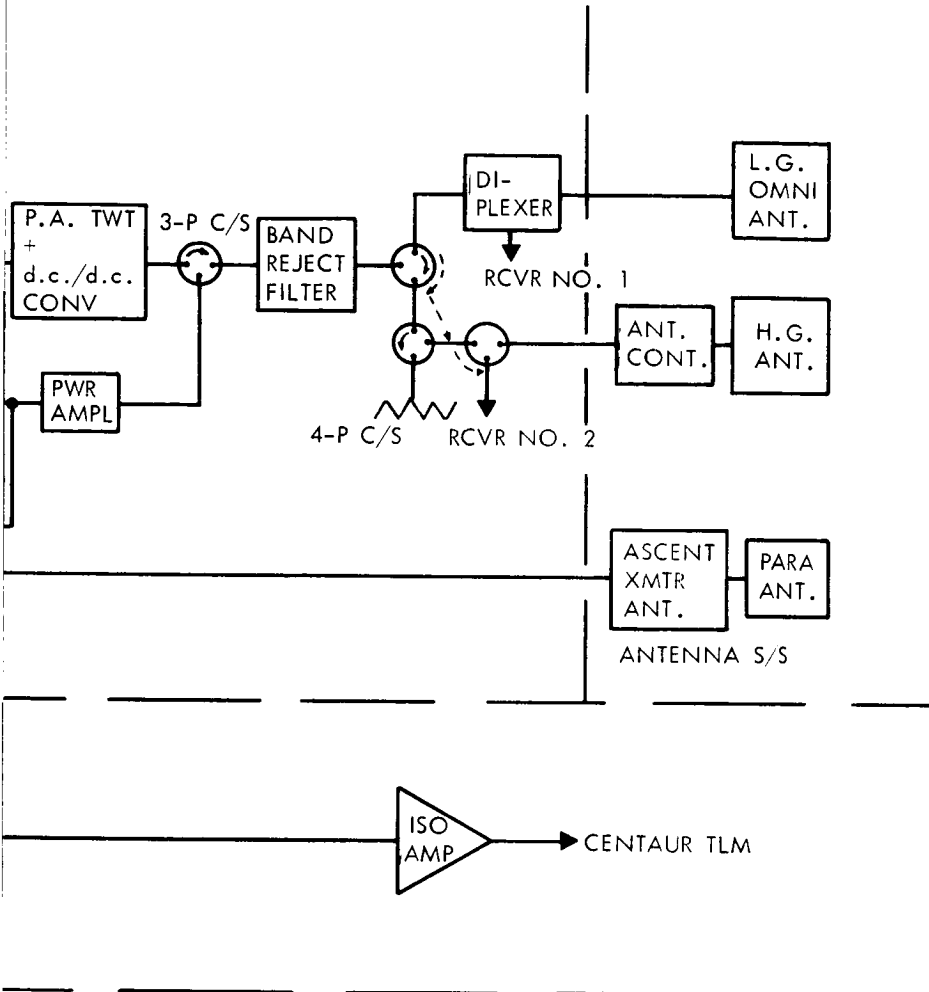 DI-
PLEXER
L.G.
OMNI
ANT.
P.A. TWT
+
d.c./d.c.
CONV
3-P C/S
BAND
REJECT
FILTER
RCVR NO. 1
ANT.
CONT.
H.G.
ANT.
PWR
AMPL
4-P C/S
RCVR NO. 2
ASCENT
XMTR
ANT.
PARA
ANT.
ANTENNA S/S
ISO
AMP
CENTAUR TLM